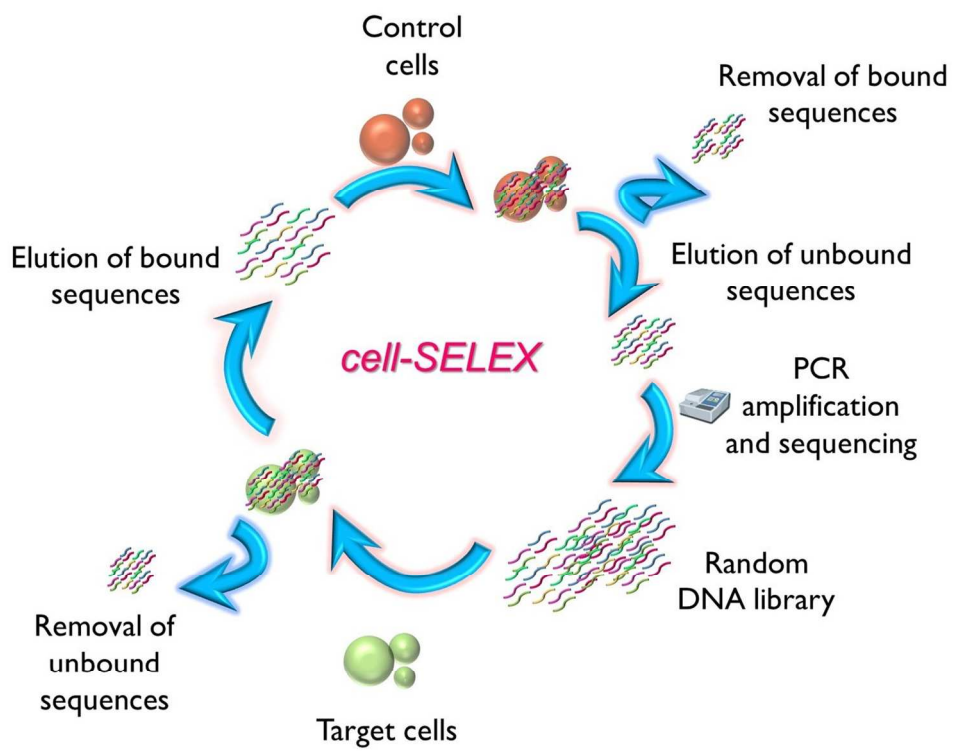 Control
cells
Removal of bound
sequences
Elution of bound
sequences
Elution of unbound
sequences
cell-SELEX
PCR
amplification
and sequencing
Random
DNA library
Removal of
unbound
sequences
Target cells